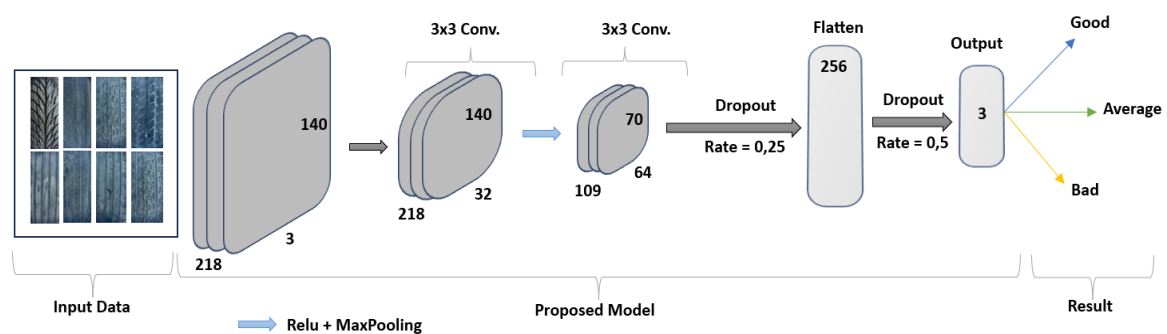 3x3 Conv.
3x3 Conv.
Flatten
Output
Good
Average
Bad
140
218
3
140
218
32
70
109
64
Dropout
Rate = 0,25
256
Dropout
Rate = 0,5
3
Input Data
Proposed Model
Result
Relu + MaxPooling